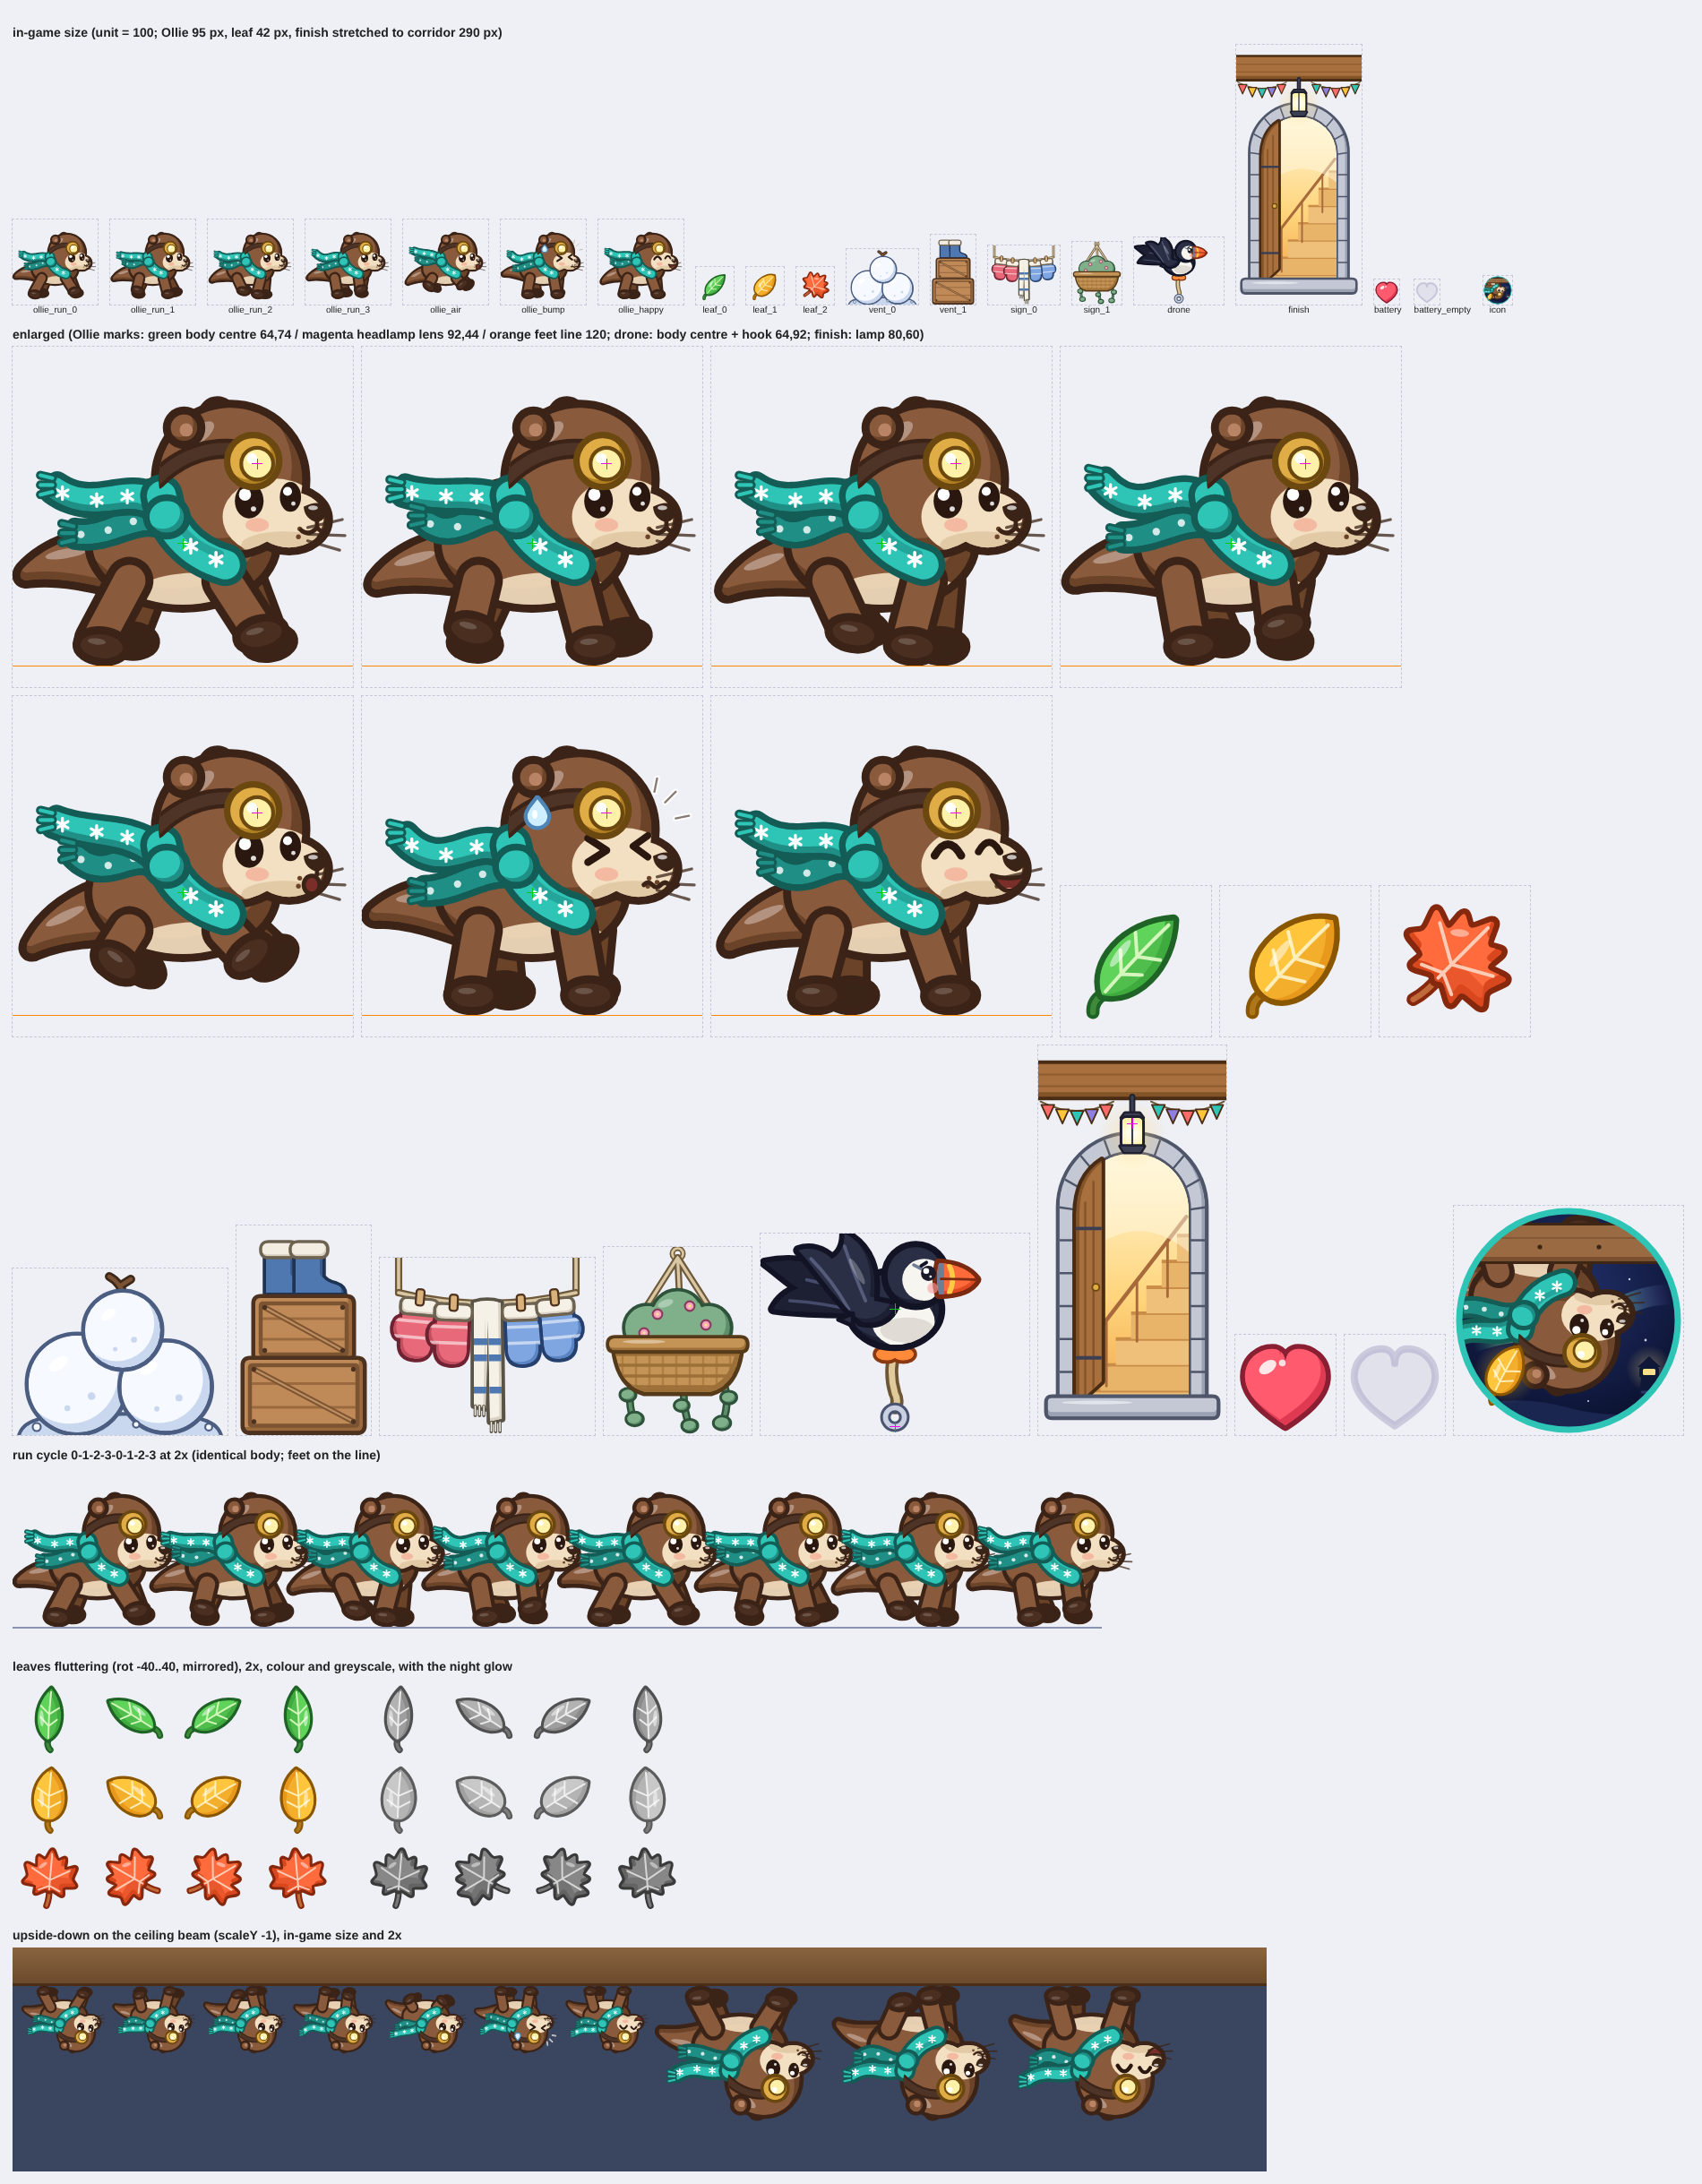 in-game size (unit = 100; Ollie 95 px, leaf 42 px, finish stretched to corridor 290 px)
ollie_run_0 ollie_run_1 ollie_run_2 ollie_run_3 ollie_air ollie_bump ollie_happy leaf_0 leaf_1 leaf_2 vent_0 vent_1 sign_0 sign_1 drone finish battery battery_empty icon
enlarged (Ollie marks: green body centre 64,74 / magenta headlamp lens 92,44 / orange feet line 120; drone: body centre + hook 64,92; finish: lamp 80,60)
run cycle 0-1-2-3-0-1-2-3 at 2x (identical body; feet on the line)
leaves fluttering (rot -40..40, mirrored), 2x, colour and greyscale, with the night glow
upside-down on the ceiling beam (scaleY -1), in-game size and 2x